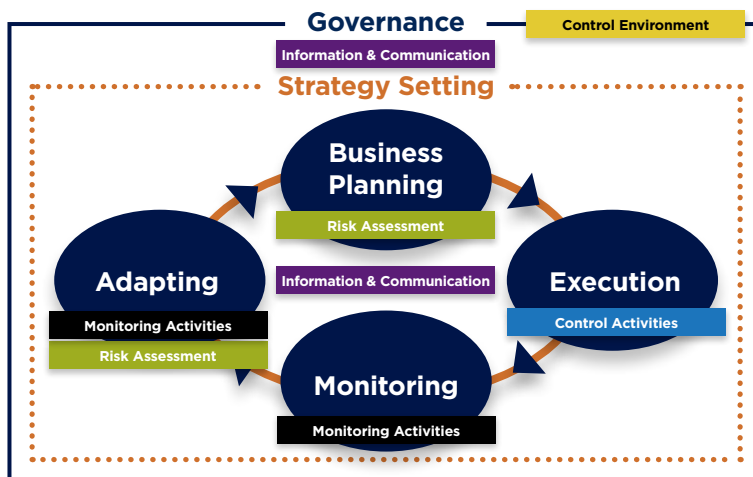 Governance
Control Environment
Information & Communication
Strategy Setting
Business
Planning
Risk Assessment
Adapting
Information & Communication
Execution
Monitoring Activities
Control Activities
Risk Assessment
Monitoring
Monitoring Activities